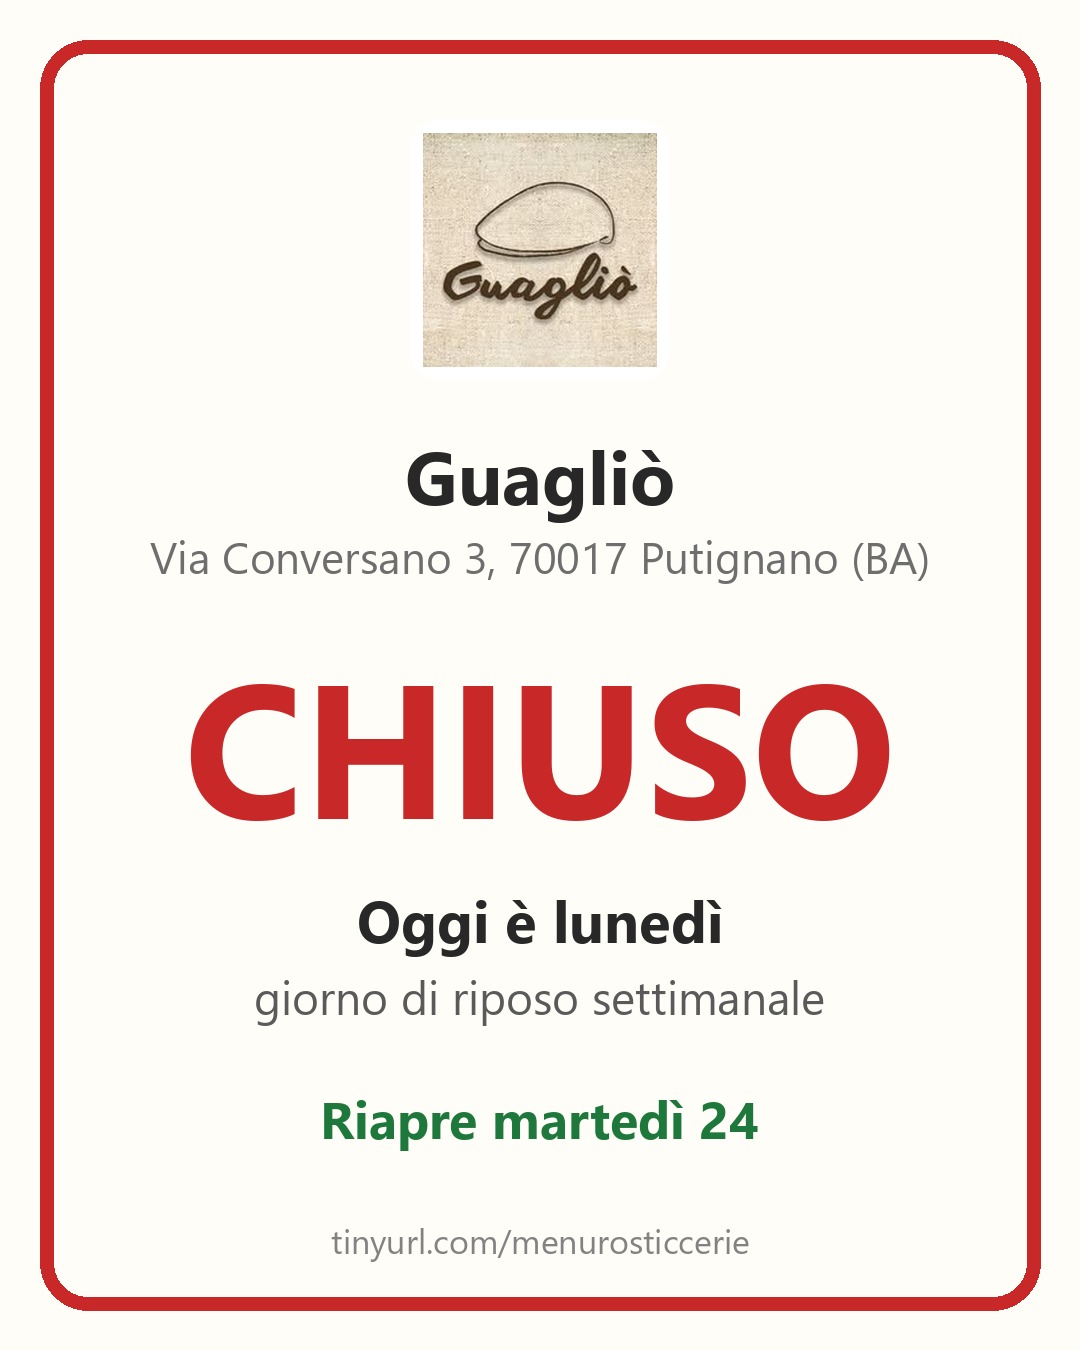 Guagliò
Guagliò
Via Conversano 3, 70017 Putignano (BA)
CHIUSO
Oggi è lunedì
giorno di riposo settimanale
Riapre martedì 24
tinyurl.com/menurosticcerie